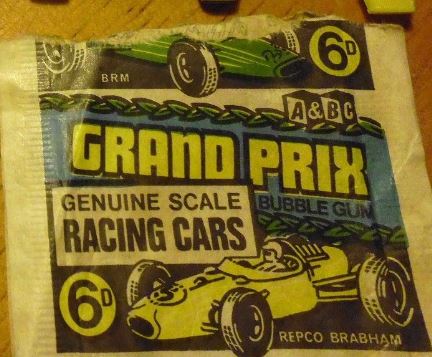 BRM
6D
A&BC
GRAND PRIX
BUBBLE GUM
GENUINE SCALE
RACING CARS
6D
REPCO BRABHAM